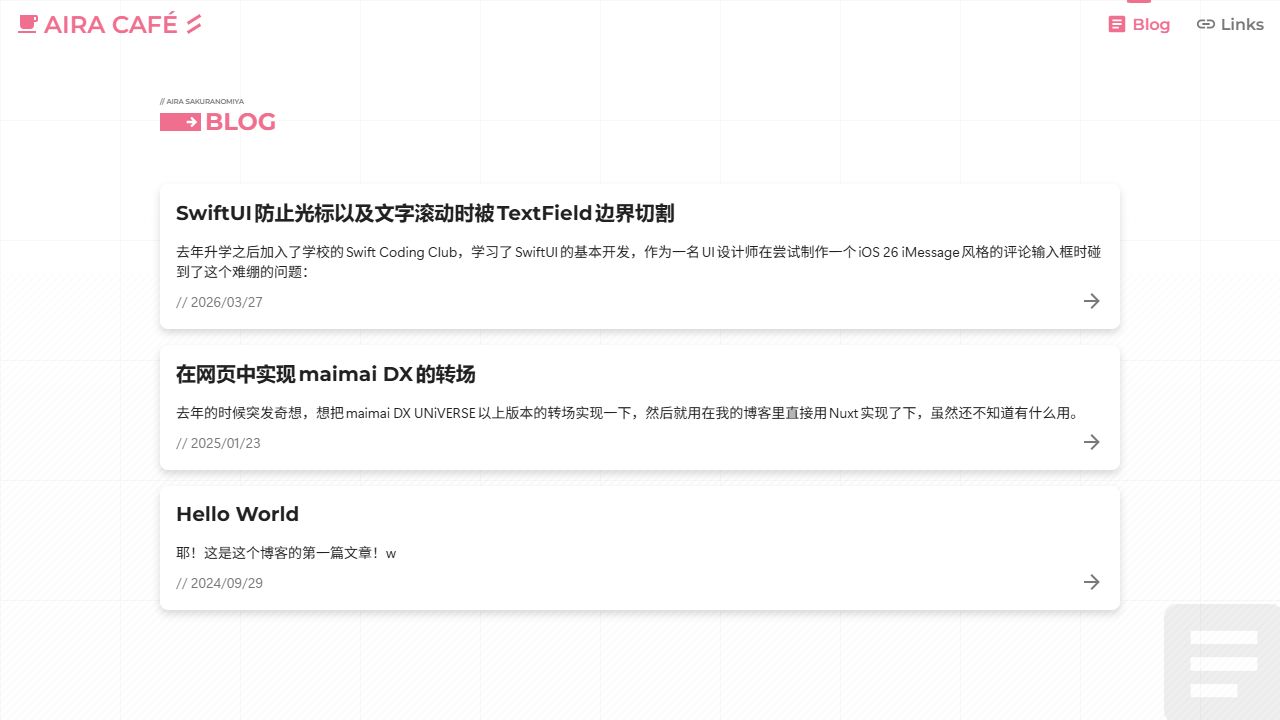 AIRA CAFÉ
Blog
Links
// AIRA SAKURANOMIYA
BLOG
SwiftUI 防止光标以及文字滚动时被 TextField 边界切割
去年升学之后加入了学校的 Swift Coding Club，学习了 SwiftUI 的基本开发，作为一名 UI 设计师在尝试制作一个 iOS 26 iMessage 风格的评论输入框时碰
到了这个难绷的问题：
// 2026/03/27
在网页中实现 maimai DX 的转场
去年的时候突发奇想，想把 maimai DX UNiVERSE 以上版本的转场实现一下，然后就用在我的博客里直接用 Nuxt 实现了下，虽然还不知道有什么用。
// 2025/01/23
Hello World
耶！这是这个博客的第一篇文章！w
// 2024/09/29